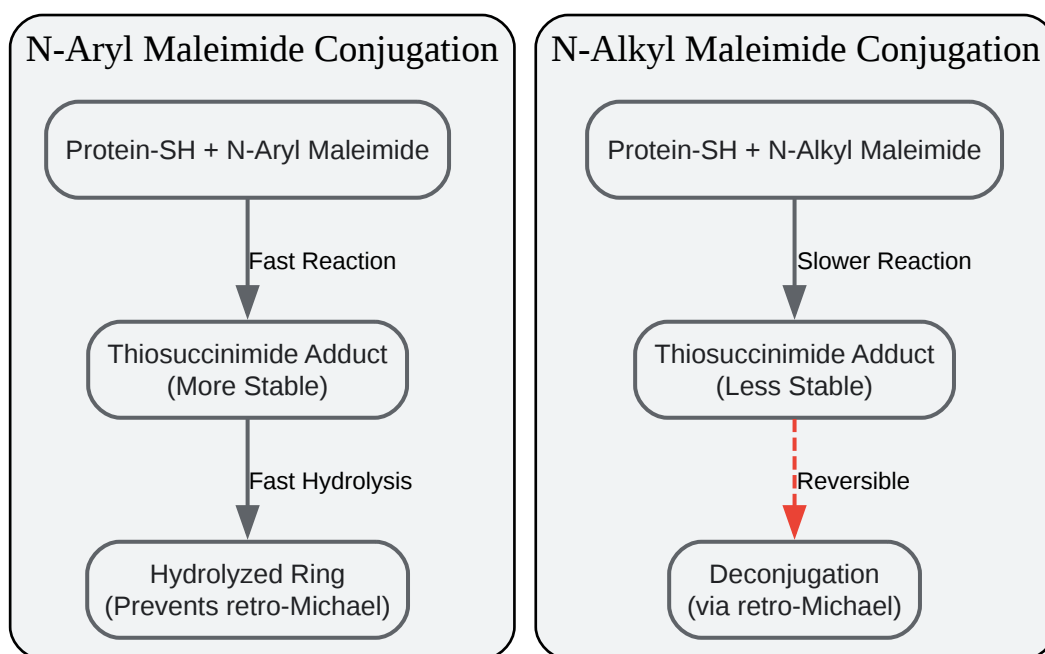 N-Aryl Maleimide Conjugation
Protein-SH + N-Aryl Maleimide
Fast Reaction
Thiosuccinimide Adduct
(More Stable)
Fast Hydrolysis
Hydrolyzed Ring
(Prevents retro-Michael)
N-Alkyl Maleimide Conjugation
Protein-SH + N-Alkyl Maleimide
Slower Reaction
Thiosuccinimide Adduct
(Less Stable)
Reversible
Deconjugation
(via retro-Michael)